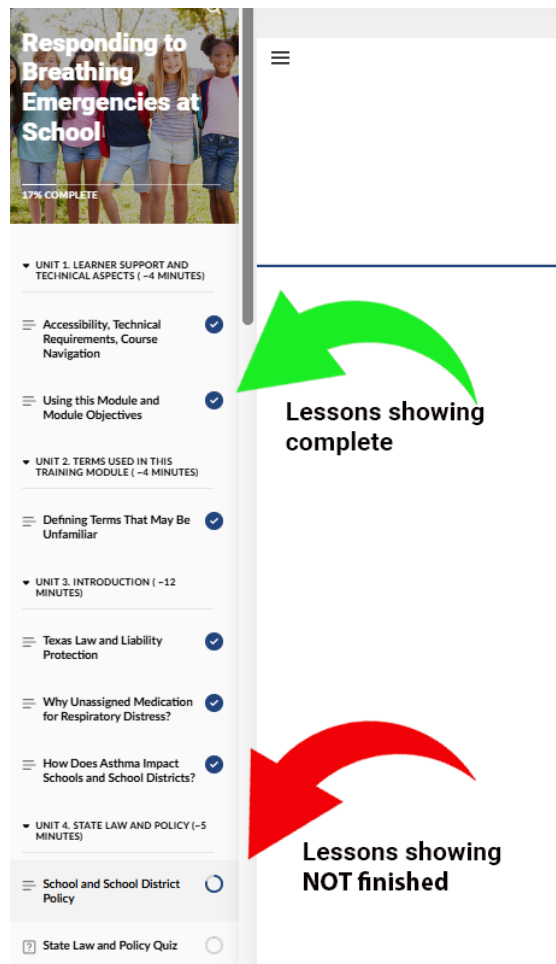 Responding to
Breathing
Emergencies at
School
17% COMPLETE
UNIT 1. LEARNER SUPPORT AND
TECHNICAL ASPECTS ( ~4 MINUTES)
Accessibility, Technical
Requirements, Course
Navigation
Using this Module and
Module Objectives
Lessons showing
complete
UNIT 2. TERMS USED IN THIS
TRAINING MODULE ( ~4 MINUTES)
Defining Terms That May Be
Unfamiliar
UNIT 3. INTRODUCTION ( ~12
MINUTES)
Texas Law and Liability
Protection
Why Unassigned Medication
for Respiratory Distress?
How Does Asthma Impact
Schools and School Districts?
UNIT 4. STATE LAW AND POLICY (~5
MINUTES)
Lessons showing
NOT finished
School and School District
Policy
? State Law and Policy Quiz